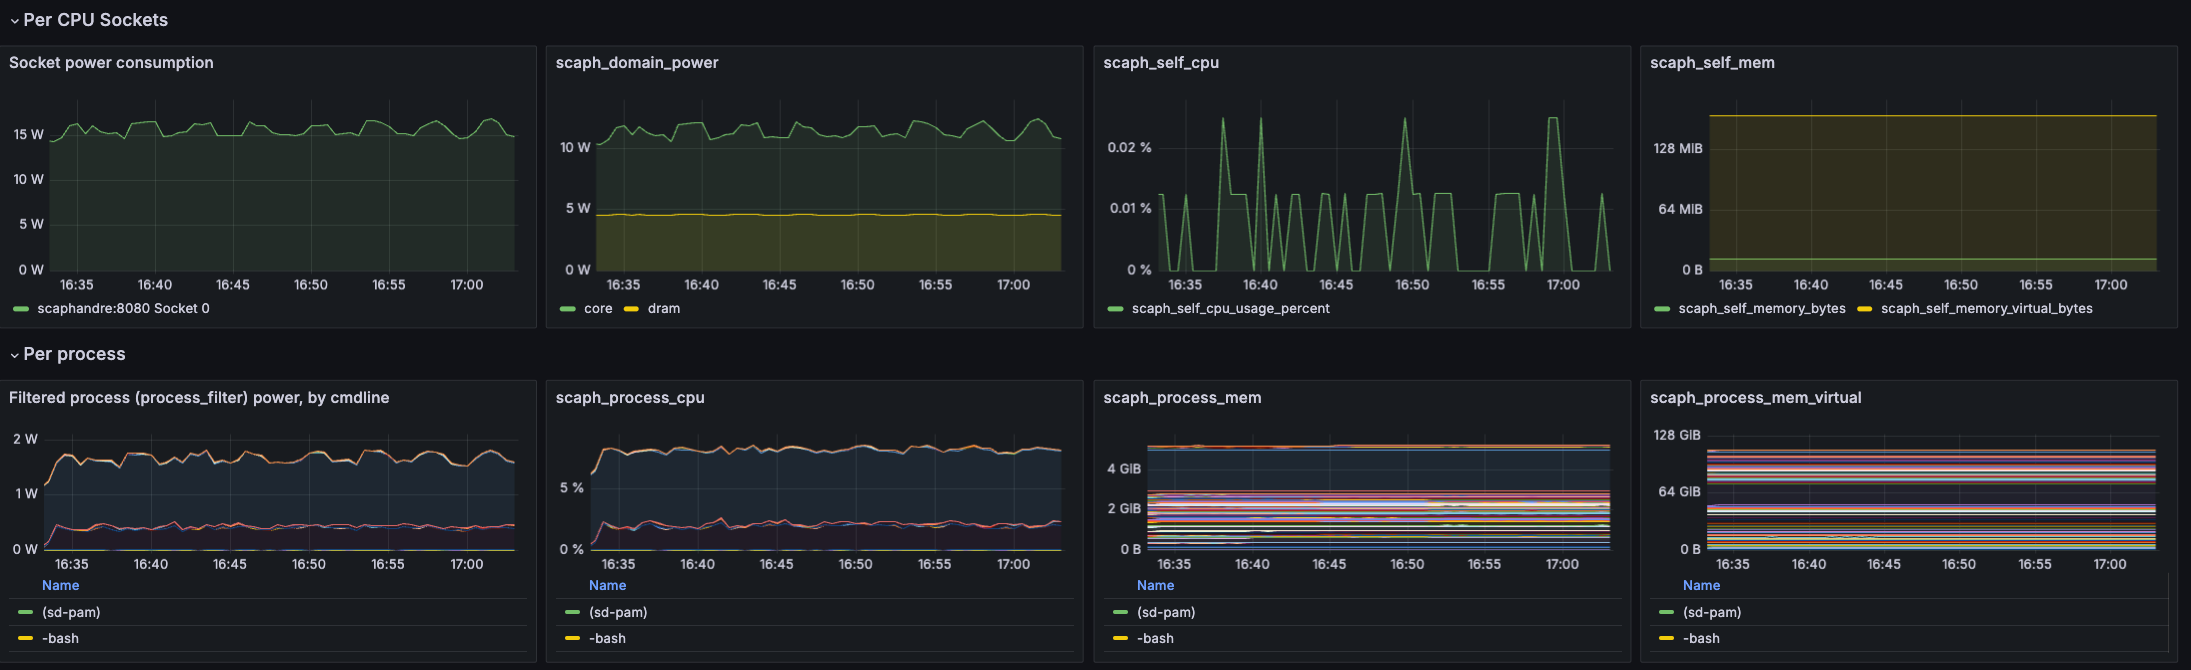 Per CPU Sockets
Socket power consumption
15 W
10 W
5 W
0 W
16:35 16:40 16:45 16:50 16:55 17:00
scaphandre:8080 Socket 0
scaph_domain_power
10 W
5 W
0 W
16:35 16:40 16:45 16:50 16:55 17:00
core dram
scaph_self_cpu
0.02 %
0.01 %
0 %
16:35 16:40 16:45 16:50 16:55 17:00
scaph_self_cpu_usage_percent
scaph_self_mem
128 MiB
64 MiB
0 B
16:35 16:40 16:45 16:50 16:55 17:00
scaph_self_memory_bytes scaph_self_memory_virtual_bytes
Per process
Filtered process (process_filter) power, by cmdline
2 W
1 W
0 W
16:35 16:40 16:45 16:50 16:55 17:00
Name
(sd-pam)
-bash
scaph_process_cpu
5 %
0 %
16:35 16:40 16:45 16:50 16:55 17:00
Name
(sd-pam)
-bash
scaph_process_mem
4 GiB
2 GiB
0 B
16:35 16:40 16:45 16:50 16:55 17:00
Name
(sd-pam)
-bash
scaph_process_mem_virtual
128 GiB
64 GiB
0 B
16:35 16:40 16:45 16:50 16:55 17:00
Name
(sd-pam)
-bash